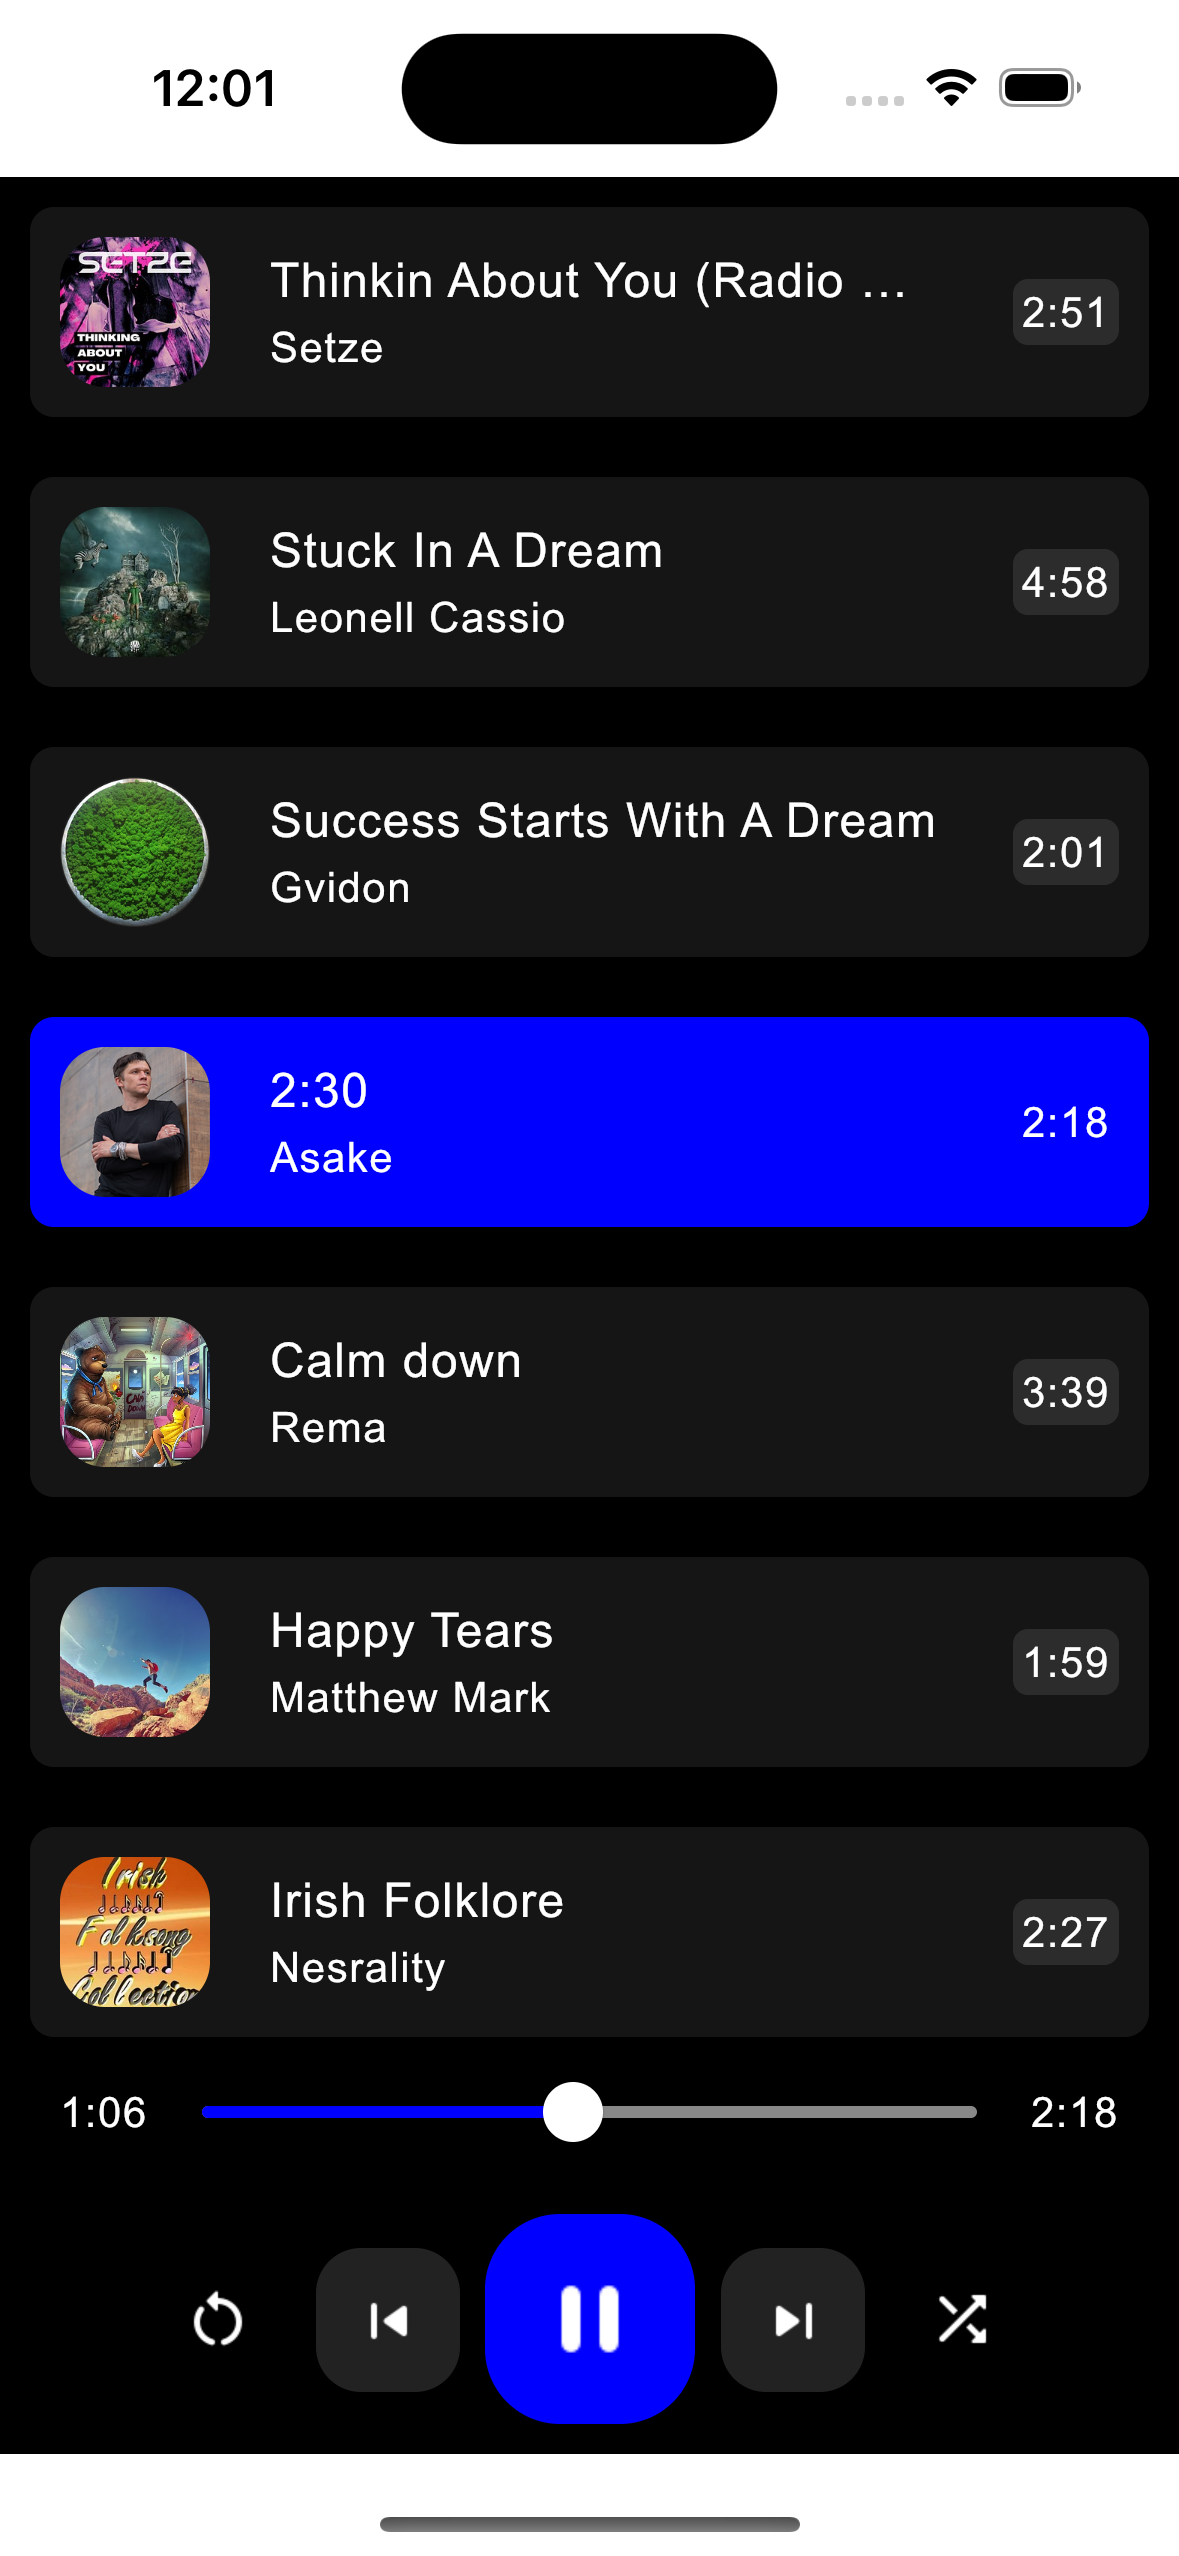 12:01
SETZE
THINKING
ABOUT
YOU
Thinkin About You (Radio ...
Setze
2:51
Stuck In A Dream
Leonell Cassio
4:58
Success Starts With A Dream
Gvidon
2:01
2:30
Asake
2:18
CALM
DOWN
Calm down
Rema
3:39
Happy Tears
Matthew Mark
1:59
Irish
Folksong
Collection
Irish Folklore
Nesrality
2:27
1:06
2:18